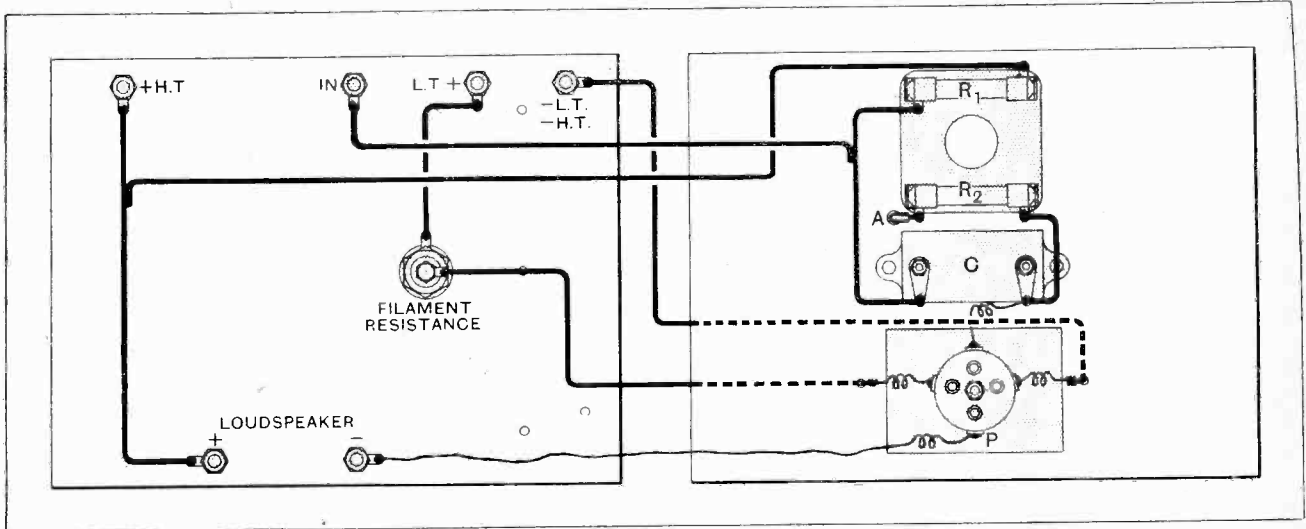 +H.T
IN
L.T +
–L.T.
–H.T.
R1
R2
A
C
FILAMENT
RESISTANCE
LOUDSPEAKER
+ –
P